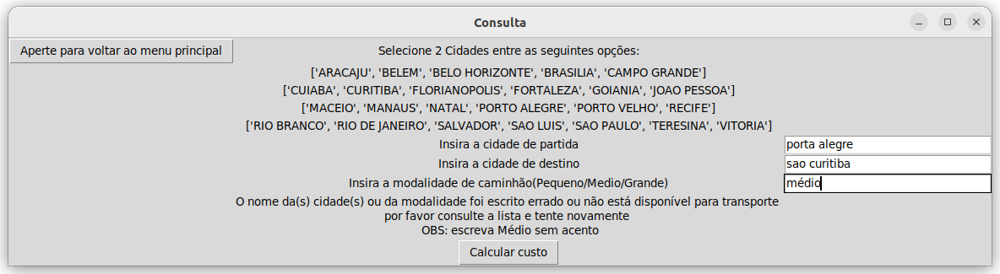 Consulta
Aperte para voltar ao menu principal
Selecione 2 Cidades entre as seguintes opções:
['ARACAJU', 'BELEM', 'BELO HORIZONTE', 'BRASILIA', 'CAMPO GRANDE']
['CUIABA', 'CURITIBA', 'FLORIANOPOLIS', 'FORTALEZA', 'GOIANIA', 'JOAO PESSOA']
['MACEIO', 'MANAUS', 'NATAL', 'PORTO ALEGRE', 'PORTO VELHO', 'RECIFE']
['RIO BRANCO', 'RIO DE JANEIRO', 'SALVADOR', 'SAO LUIS', 'SAO PAULO', 'TERESINA', 'VITORIA']
Insira a cidade de partida porta alegre
Insira a cidade de destino sao curitiba
Insira a modalidade de caminhão(Pequeno/Medio/Grande) médio
O nome da(s) cidade(s) ou da modalidade foi escrito errado ou não está disponível para transporte
por favor consulte a lista e tente novamente
OBS: escreva Médio sem acento
Calcular custo